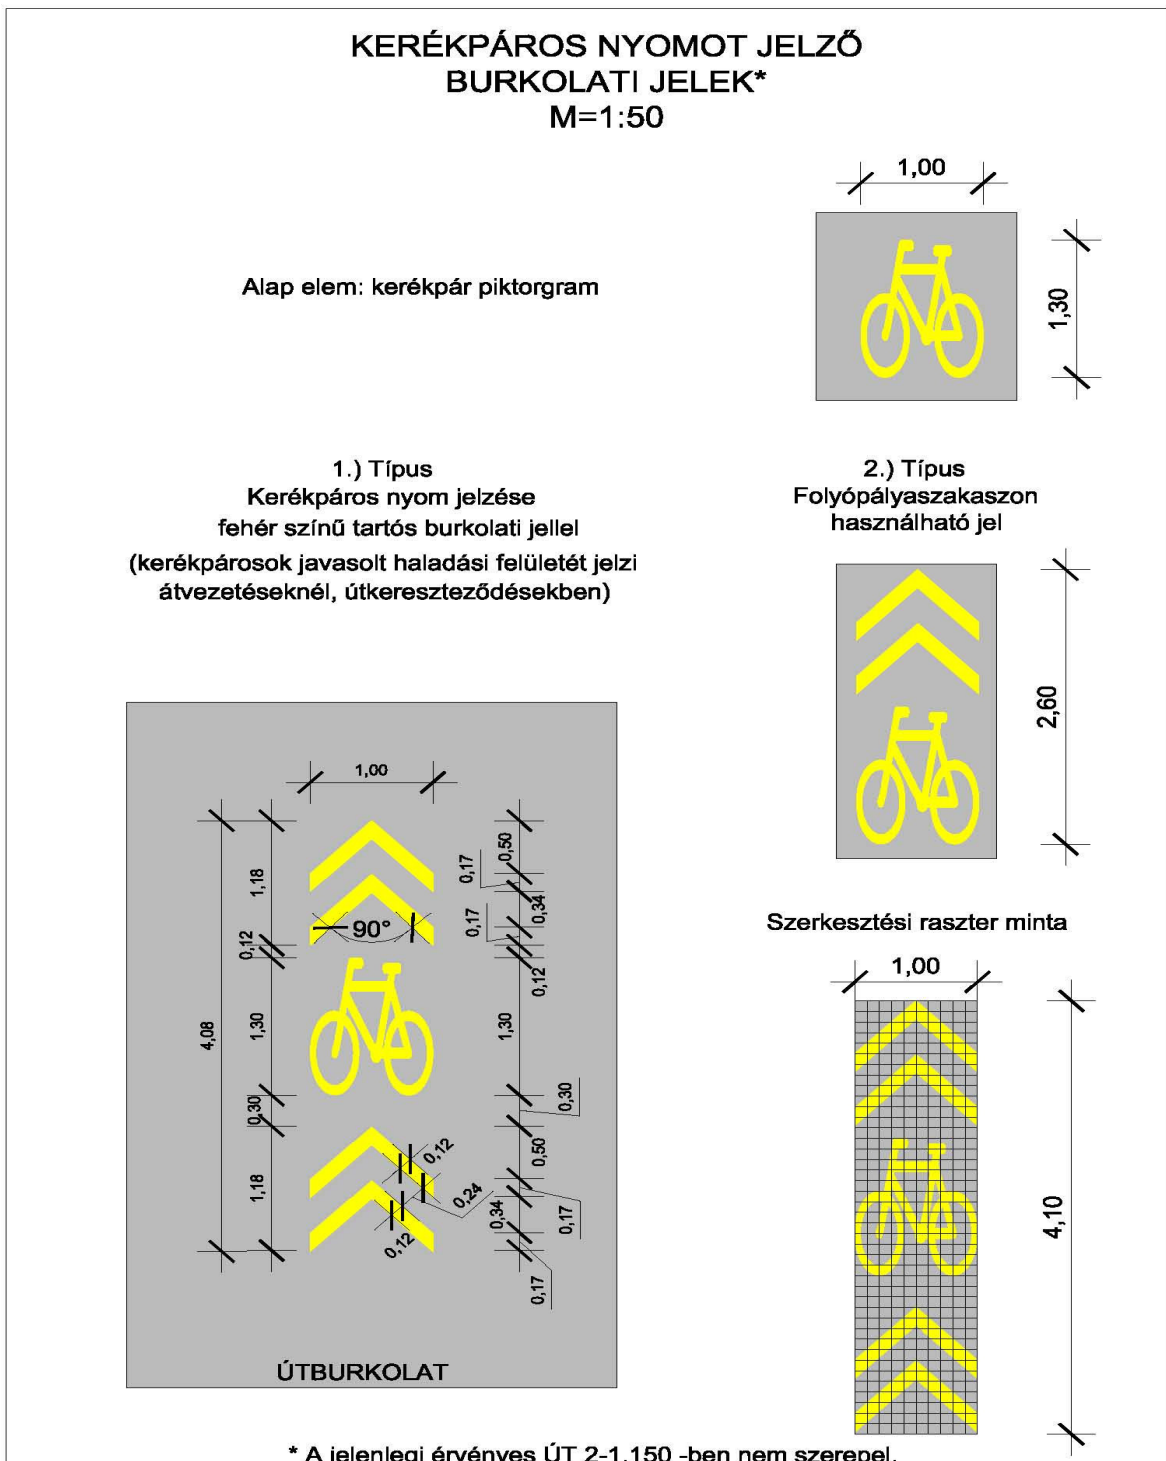 KERÉKPÁROS NYOMOT JELZŐ
BURKOLATI JELEK*
M=1:50
1,00
Alap elem: kerékpár piktorgram
1,30
1.) Típus
Kerékpáros nyom jelzése
fehér színű tartós burkolati jellel
(kerékpárosok javasolt haladási felületét jelzi
átvezetéseknél, útkereszteződésekben)
2.) Típus
Folyópályaszakaszon
használható jel
2,60
1,00
4,08
1,18
0,12
1,30
0,30
1,18
90°
0,50
0,17
0,34
0,17
0,12
1,30
0,30
0,50
0,17
0,34
0,17
0,12
0,24
0,12
ÚTBURKOLAT
Szerkesztési raszter minta
1,00
4,10
* A jelenlegi érvényes ÚT 2-1.150 -ben nem szerepel.